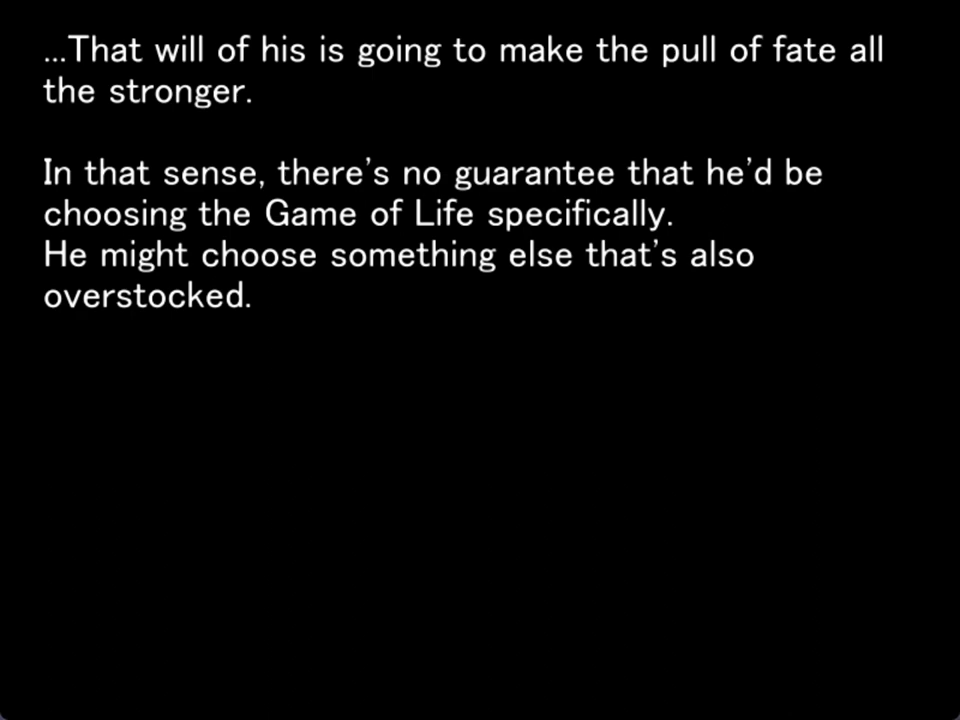 ...That will of his is going to make the pull of fate all
the stronger.
In that sense, there's no guarantee that he'd be
choosing the Game of Life specifically.
He might choose something else that's also
overstocked.